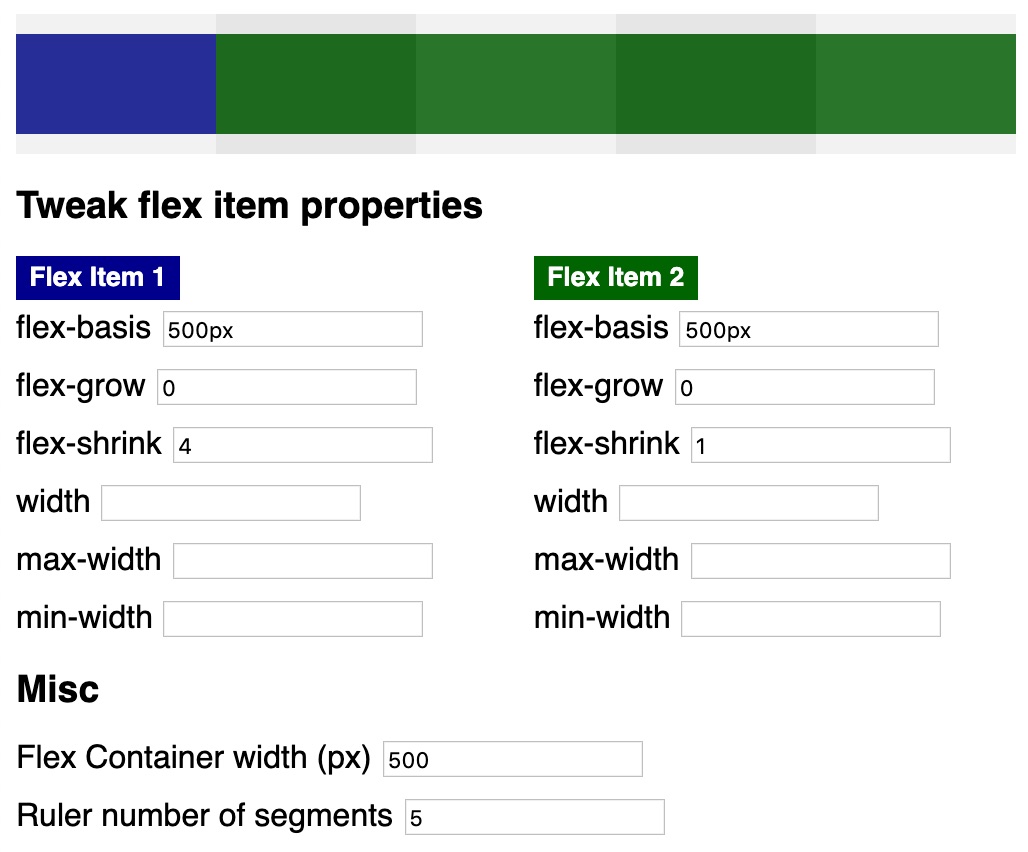 Tweak flex item properties
Flex Item 1
flex-basis 500px
flex-grow 0
flex-shrink 4
width
max-width
min-width
Flex Item 2
flex-basis 500px
flex-grow 0
flex-shrink 1
width
max-width
min-width
Misc
Flex Container width (px) 500
Ruler number of segments 5